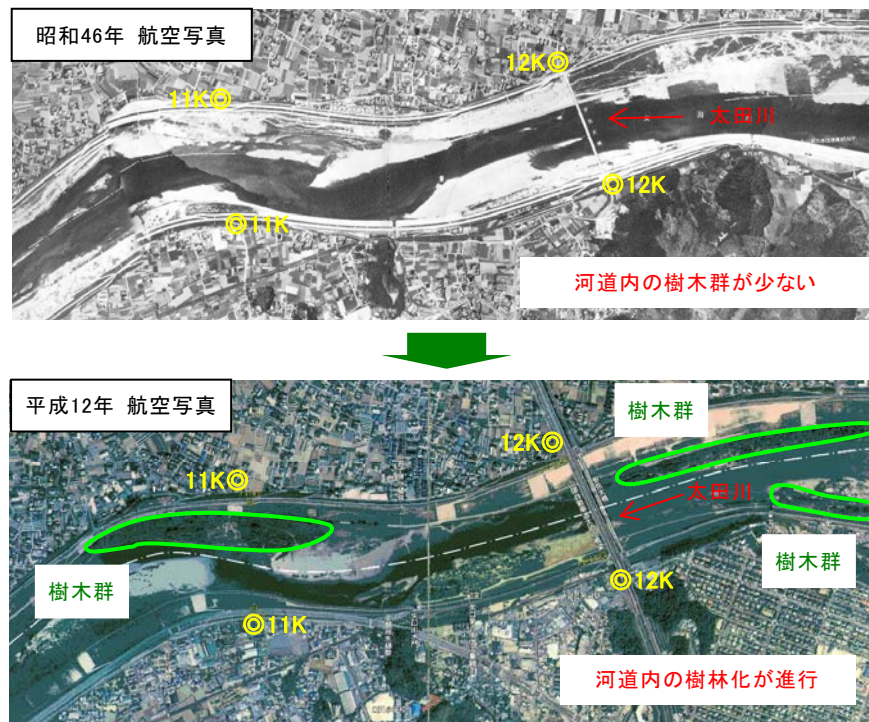 昭和46年 航空写真
12K◎
11K◎
太田川
◎12K
◎11K
河道内の樹木群が少ない
平成12年 航空写真
樹木群
12K◎
11K◎
太田川
樹木群
樹木群
◎12K
◎11K
河道内の樹林化が進行